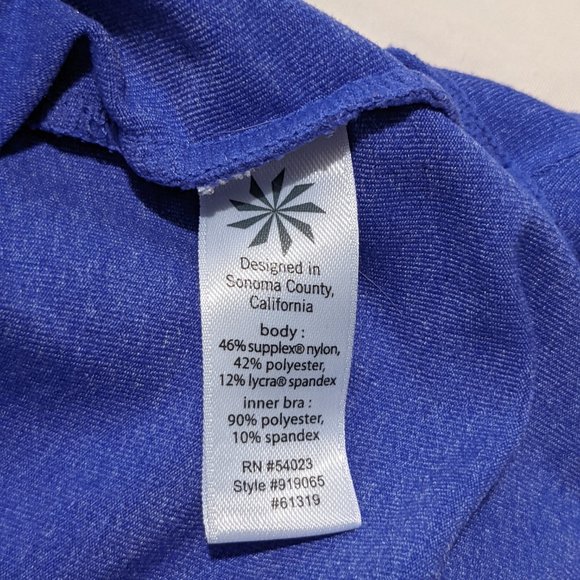 Designed in
Sonoma County,
California
body :
46% supplex® nylon,
42% polyester,
12% lycra® spandex
inner bra :
90% polyester,
10% spandex
RN #54023
Style #919065
#61319